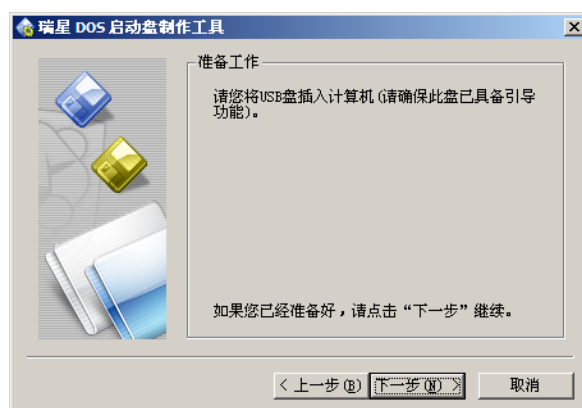 瑞星 DOS 启动盘制作工具
准备工作
请您将USB盘插入计算机(请确保此盘已具备引导
功能)。
如果您已经准备好,请点击“下一步”继续。
< 上一步(B) 下一步(N) > 取消